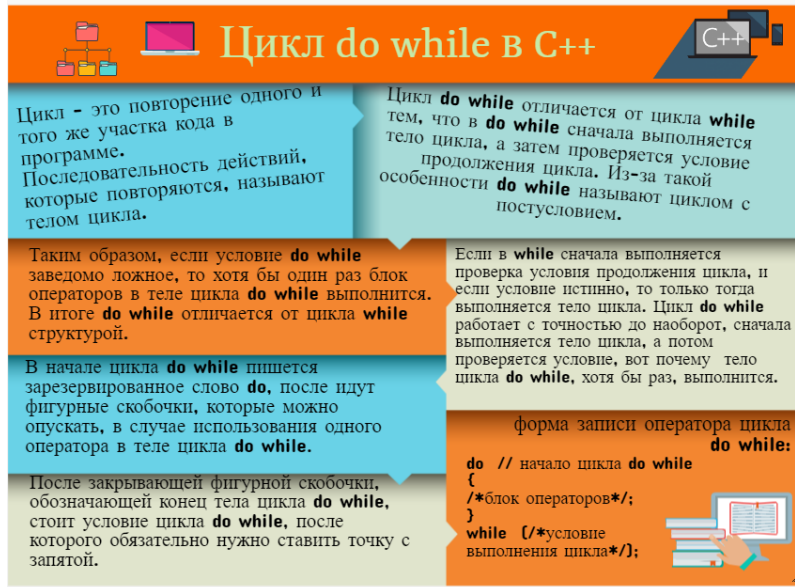 Цикл do while в C++
C++
Цикл - это повторение одного и
того же участка кода в
программе.
Последовательность действий,
которые повторяются, называют
телом цикла.
Цикл do while отличается от цикла while
тем, что в do while сначала выполняется
тело цикла, а затем проверяется условие
продолжения цикла. Из-за такой
особенности do while называют циклом с
постусловием.
Таким образом, если условие do while
заведомо ложное, то хотя бы один раз блок
операторов в теле цикла do while выполнится.
В итоге do while отличается от цикла while
структурой.
Если в while сначала выполняется
проверка условия продолжения цикла, и
если условие истинно, то только тогда
выполняется тело цикла. Цикл do while
работает с точностью до наоборот, сначала
выполняется тело цикла, а потом
проверяется условие, вот почему тело
цикла do while, хотя бы раз, выполнится.
В начале цикла do while пишется
зарезервированное слово do, после идут
фигурные скобочки, которые можно
опускать, в случае использования одного
оператора в теле цикла do while.
После закрывающей фигурной скобочки,
обозначающей конец тела цикла do while,
стоит условие цикла do while, после
которого обязательно нужно ставить точку с
запятой.
форма записи оператора цикла
do while:
do // начало цикла do while
{
/*блок операторов*/;
}
while (/*условие
выполнения цикла*/);